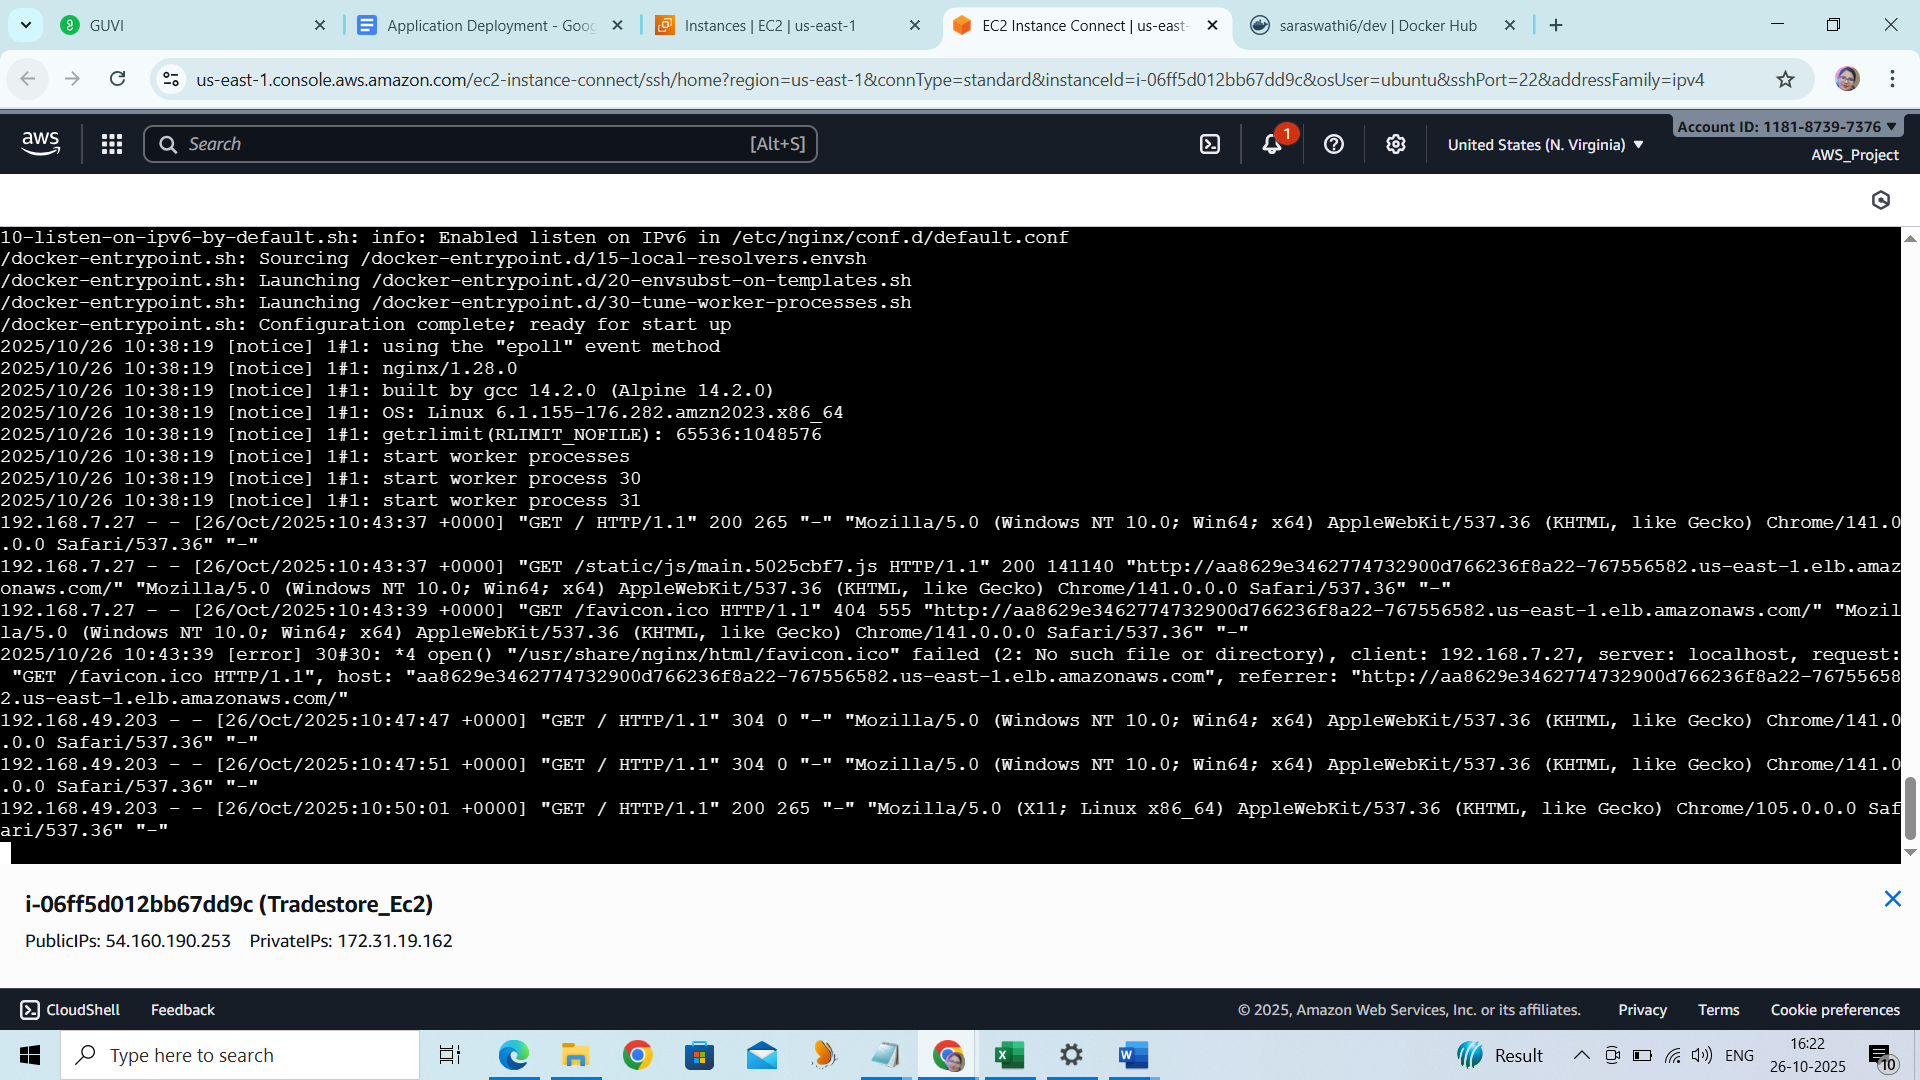 GUVI
Application Deployment - Goog
Instances | EC2 | us-east-1
EC2 Instance Connect | us-east-
saraswathi6/dev | Docker Hub
us-east-1.console.aws.amazon.com/ec2-instance-connect/ssh/home?region=us-east-1&connType=standard&instanceId=i-06ff5d012bb67dd9c&osUser=ubuntu&sshPort=22&addressFamily=ipv4
aws
Search [Alt+S]
1
United States (N. Virginia) ▼
Account ID: 1181-8739-7376 ▼
AWS_Project
10-listen-on-ipv6-by-default.sh: info: Enabled listen on IPv6 in /etc/nginx/conf.d/default.conf
/docker-entrypoint.sh: Sourcing /docker-entrypoint.d/15-local-resolvers.envsh
/docker-entrypoint.sh: Launching /docker-entrypoint.d/20-envsubst-on-templates.sh
/docker-entrypoint.sh: Launching /docker-entrypoint.d/30-tune-worker-processes.sh
/docker-entrypoint.sh: Configuration complete; ready for start up
2025/10/26 10:38:19 [notice] 1#1: using the "epoll" event method
2025/10/26 10:38:19 [notice] 1#1: nginx/1.28.0
2025/10/26 10:38:19 [notice] 1#1: built by gcc 14.2.0 (Alpine 14.2.0)
2025/10/26 10:38:19 [notice] 1#1: OS: Linux 6.1.155-176.282.amzn2023.x86_64
2025/10/26 10:38:19 [notice] 1#1: getrlimit(RLIMIT_NOFILE): 65536:1048576
2025/10/26 10:38:19 [notice] 1#1: start worker processes
2025/10/26 10:38:19 [notice] 1#1: start worker process 30
2025/10/26 10:38:19 [notice] 1#1: start worker process 31
192.168.7.27 - - [26/Oct/2025:10:43:37 +0000] "GET / HTTP/1.1" 200 265 "-" "Mozilla/5.0 (Windows NT 10.0; Win64; x64) AppleWebKit/537.36 (KHTML, like Gecko) Chrome/141.0
.0.0 Safari/537.36" "-"
192.168.7.27 - - [26/Oct/2025:10:43:37 +0000] "GET /static/js/main.5025cbf7.js HTTP/1.1" 200 141140 "http://aa8629e3462774732900d766236f8a22-767556582.us-east-1.elb.amaz
onaws.com/" "Mozilla/5.0 (Windows NT 10.0; Win64; x64) AppleWebKit/537.36 (KHTML, like Gecko) Chrome/141.0.0.0 Safari/537.36" "-"
192.168.7.27 - - [26/Oct/2025:10:43:39 +0000] "GET /favicon.ico HTTP/1.1" 404 555 "http://aa8629e3462774732900d766236f8a22-767556582.us-east-1.elb.amazonaws.com/" "Mozil
la/5.0 (Windows NT 10.0; Win64; x64) AppleWebKit/537.36 (KHTML, like Gecko) Chrome/141.0.0.0 Safari/537.36" "-"
2025/10/26 10:43:39 [error] 30#30: *4 open() "/usr/share/nginx/html/favicon.ico" failed (2: No such file or directory), client: 192.168.7.27, server: localhost, request:
"GET /favicon.ico HTTP/1.1", host: "aa8629e3462774732900d766236f8a22-767556582.us-east-1.elb.amazonaws.com", referrer: "http://aa8629e3462774732900d766236f8a22-76755658
2.us-east-1.elb.amazonaws.com/"
192.168.49.203 - - [26/Oct/2025:10:47:47 +0000] "GET / HTTP/1.1" 304 0 "-" "Mozilla/5.0 (Windows NT 10.0; Win64; x64) AppleWebKit/537.36 (KHTML, like Gecko) Chrome/141.0
.0.0 Safari/537.36" "-"
192.168.49.203 - - [26/Oct/2025:10:47:51 +0000] "GET / HTTP/1.1" 304 0 "-" "Mozilla/5.0 (Windows NT 10.0; Win64; x64) AppleWebKit/537.36 (KHTML, like Gecko) Chrome/141.0
.0.0 Safari/537.36" "-"
192.168.49.203 - - [26/Oct/2025:10:50:01 +0000] "GET / HTTP/1.1" 200 265 "-" "Mozilla/5.0 (X11; Linux x86_64) AppleWebKit/537.36 (KHTML, like Gecko) Chrome/105.0.0.0 Saf
ari/537.36" "-"
i-06ff5d012bb67dd9c (Tradestore_Ec2)
PublicIPs: 54.160.190.253 PrivateIPs: 172.31.19.162
CloudShell Feedback
© 2025, Amazon Web Services, Inc. or its affiliates. Privacy Terms Cookie preferences
Type here to search
Result
ENG
16:22
26-10-2025
10